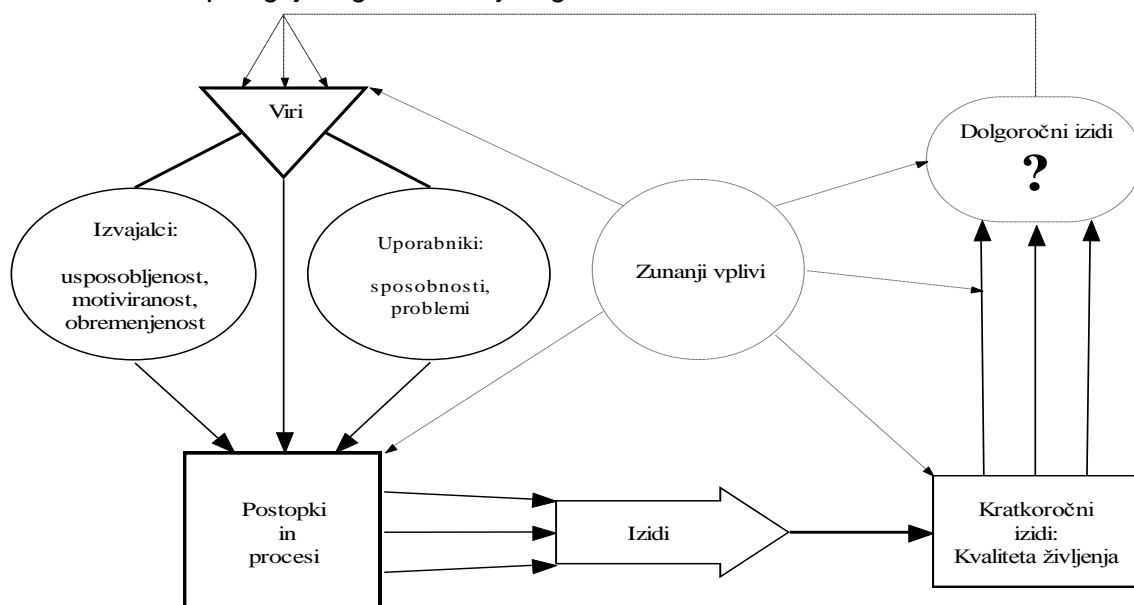 Viri
Izvajalci:
usposobljenost,
motiviranost,
obremenjenost
Uporabniki:
sposobnosti,
problemi
Zunanji vplivi
Dolgoročni izidi
?
Postopki
in
procesi
Izidi
Kratkoročni
izidi:
Kvaliteta življenja